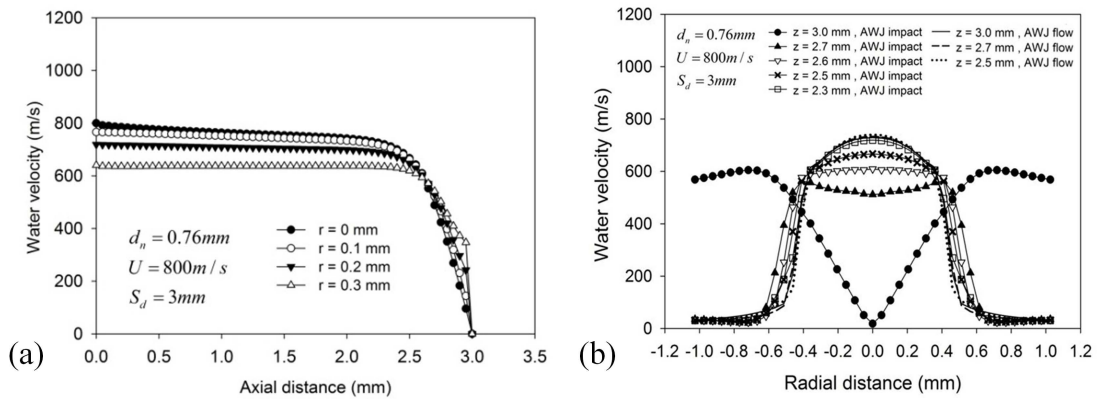 1200
1000
800
600
400
200
0
Water velocity (m/s)
dn = 0.76mm
U = 800m / s
Sd = 3mm
r = 0 mm
r = 0.1 mm
r = 0.2 mm
r = 0.3 mm
0.0 0.5 1.0 1.5 2.0 2.5 3.0 3.5
Axial distance (mm)
(a)
1200
1000
800
600
400
200
0
Water velocity (m/s)
dn = 0.76mm
U = 800m / s
Sd = 3mm
z = 3.0 mm , AWJ impact
z = 2.7 mm , AWJ impact
z = 2.6 mm , AWJ impact
z = 2.5 mm , AWJ impact
z = 2.3 mm , AWJ impact
z = 3.0 mm , AWJ flow
z = 2.7 mm , AWJ flow
z = 2.5 mm , AWJ flow
-1.2 -1.0 -0.8 -0.6 -0.4 -0.2 0.0 0.2 0.4 0.6 0.8 1.0 1.2
Radial distance (mm)
(b)